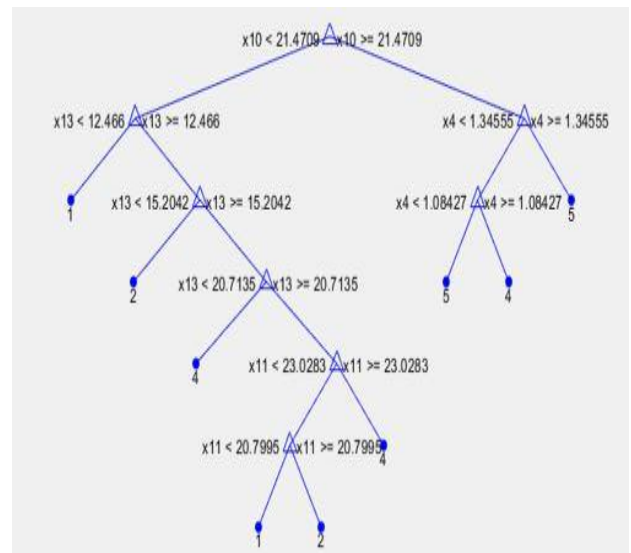 x10 < 21.4709 x10 >= 21.4709
x13 < 12.466 x13 >= 12.466
x4 < 1.34555 x4 >= 1.34555
1
x13 < 15.2042 x13 >= 15.2042
x4 < 1.08427 x4 >= 1.08427
5
2
x13 < 20.7135 x13 >= 20.7135
5
4
4
x11 < 23.0283 x11 >= 23.0283
x11 < 20.7995 x11 >= 20.7995
4
1
2